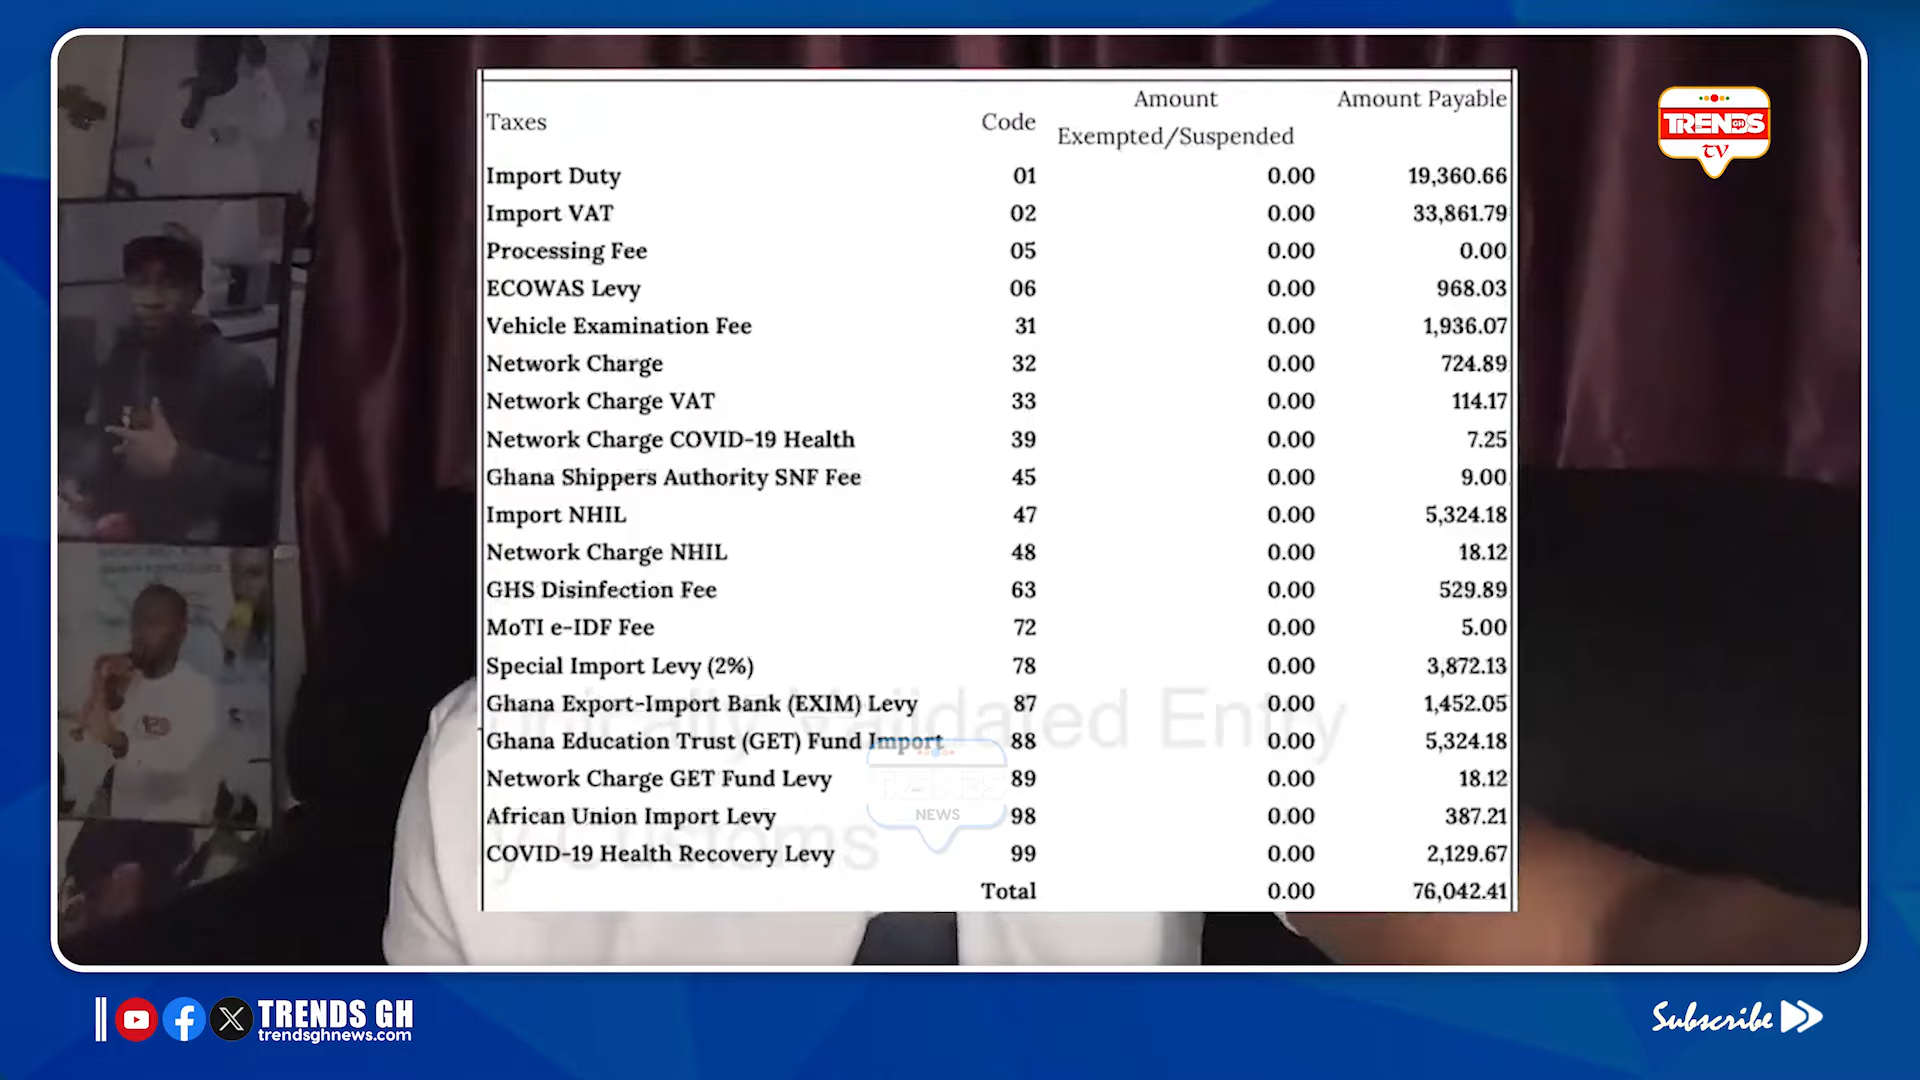 TRENDS GH
TV
Taxes Code Amount Exempted/Suspended Amount Payable
Import Duty 01 0.00 19,360.66
Import VAT 02 0.00 33,861.79
Processing Fee 05 0.00 0.00
ECOWAS Levy 06 0.00 968.03
Vehicle Examination Fee 31 0.00 1,936.07
Network Charge 32 0.00 724.89
Network Charge VAT 33 0.00 114.17
Network Charge COVID-19 Health 39 0.00 7.25
Ghana Shippers Authority SNF Fee 45 0.00 9.00
Import NHIL 47 0.00 5,324.18
Network Charge NHIL 48 0.00 18.12
GHS Disinfection Fee 63 0.00 529.89
MoTI e-IDF Fee 72 0.00 5.00
Special Import Levy (2%) 78 0.00 3,872.13
Ghana Export-Import Bank (EXIM) Levy 87 0.00 1,452.05
Ghana Education Trust (GET) Fund Import 88 0.00 5,324.18
Network Charge GET Fund Levy 89 0.00 18.12
African Union Import Levy 98 0.00 387.21
COVID-19 Health Recovery Levy 99 0.00 2,129.67
Total 0.00 76,042.41
Entry
Customs
TRENDS
NEWS
TRENDS GH
trendsghnews.com
Subscribe